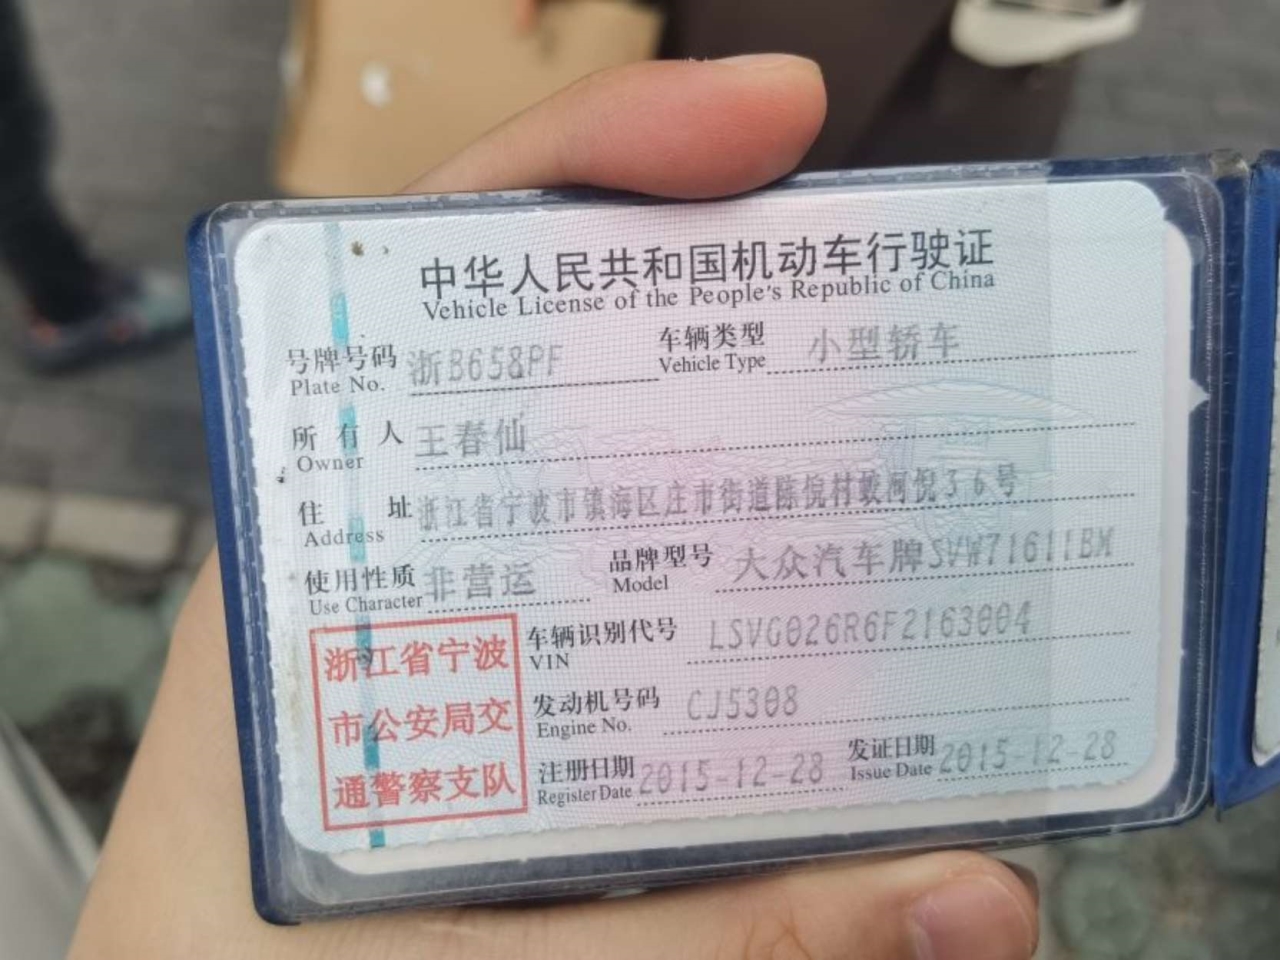 中华人民共和国机动车行驶证
Vehicle License of the People's Republic of China
号牌号码 浙B658PF 车辆类型 小型轿车
Plate No. Vehicle Type
所有人 王春仙
Owner
住址 浙江省宁波市镇海区庄市街道陈倪村 河倪36号
Address
使用性质 非营运 品牌型号 大众汽车牌SVW71611BM
Use Character Model
浙江省宁波
市公安局交
通警察支队
车辆识别代号 LSVG026R6F2163004
VIN
发动机号码 CJ5308
Engine No.
注册日期 2015-12-28 发证日期 2015-12-28
Register Date Issue Date